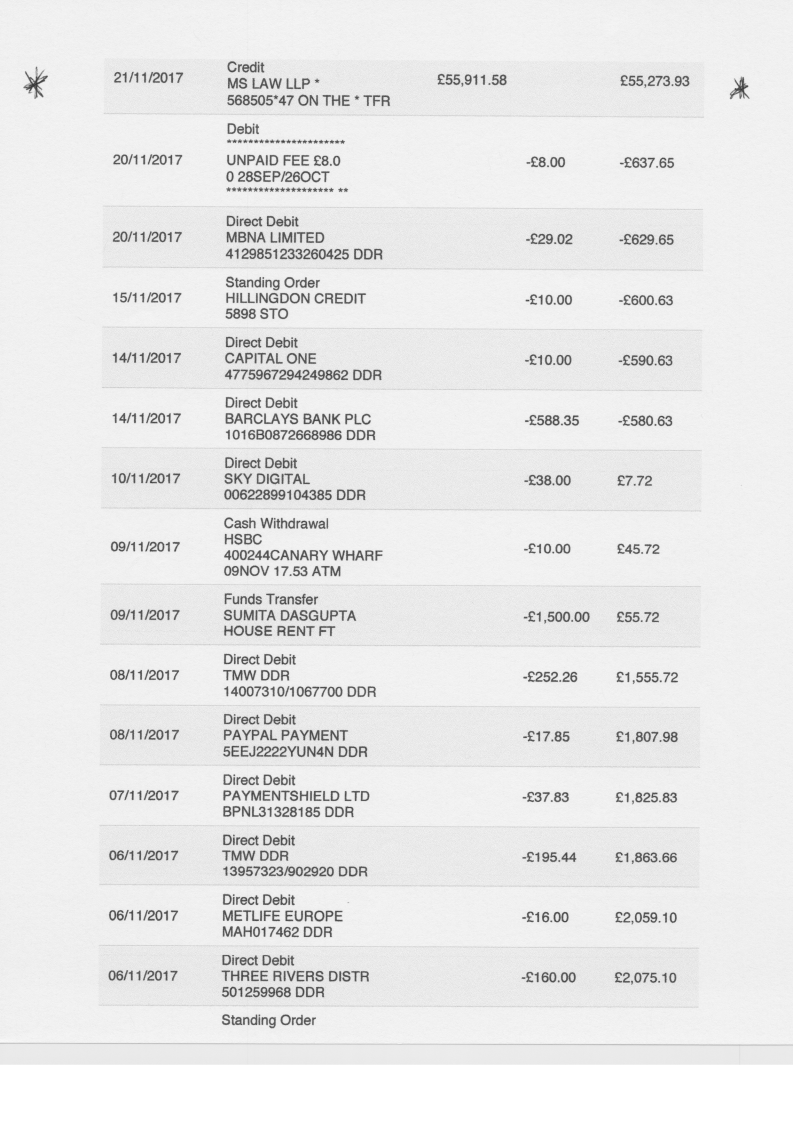 Credit
21/11/2017 MS LAW LLP * £55,911.58 £55,273.93
568505*47 ON THE * TFR
Debit
**********************
20/11/2017 UNPAID FEE £8.0 -£8.00 -£637.65
0 28SEP/26OCT
******************** **
Direct Debit
20/11/2017 MBNA LIMITED -£29.02 -£629.65
4129851233260425 DDR
Standing Order
15/11/2017 HILLINGDON CREDIT -£10.00 -£600.63
5898 STO
Direct Debit
14/11/2017 CAPITAL ONE -£10.00 -£590.63
4775967294249862 DDR
Direct Debit
14/11/2017 BARCLAYS BANK PLC -£588.35 -£580.63
1016B0872668986 DDR
Direct Debit
10/11/2017 SKY DIGITAL -£38.00 £7.72
00622899104385 DDR
Cash Withdrawal
HSBC
09/11/2017 400244CANARY WHARF -£10.00 £45.72
09NOV 17.53 ATM
Funds Transfer
09/11/2017 SUMITA DASGUPTA -£1,500.00 £55.72
HOUSE RENT FT
Direct Debit
08/11/2017 TMW DDR -£252.26 £1,555.72
14007310/1067700 DDR
Direct Debit
08/11/2017 PAYPAL PAYMENT -£17.85 £1,807.98
5EEJ2222YUN4N DDR
Direct Debit
07/11/2017 PAYMENTSHIELD LTD -£37.83 £1,825.83
BPNL31328185 DDR
Direct Debit
06/11/2017 TMW DDR -£195.44 £1,863.66
13957323/902920 DDR
Direct Debit
06/11/2017 METLIFE EUROPE -£16.00 £2,059.10
MAH017462 DDR
Direct Debit
06/11/2017 THREE RIVERS DISTR -£160.00 £2,075.10
501259968 DDR
Standing Order